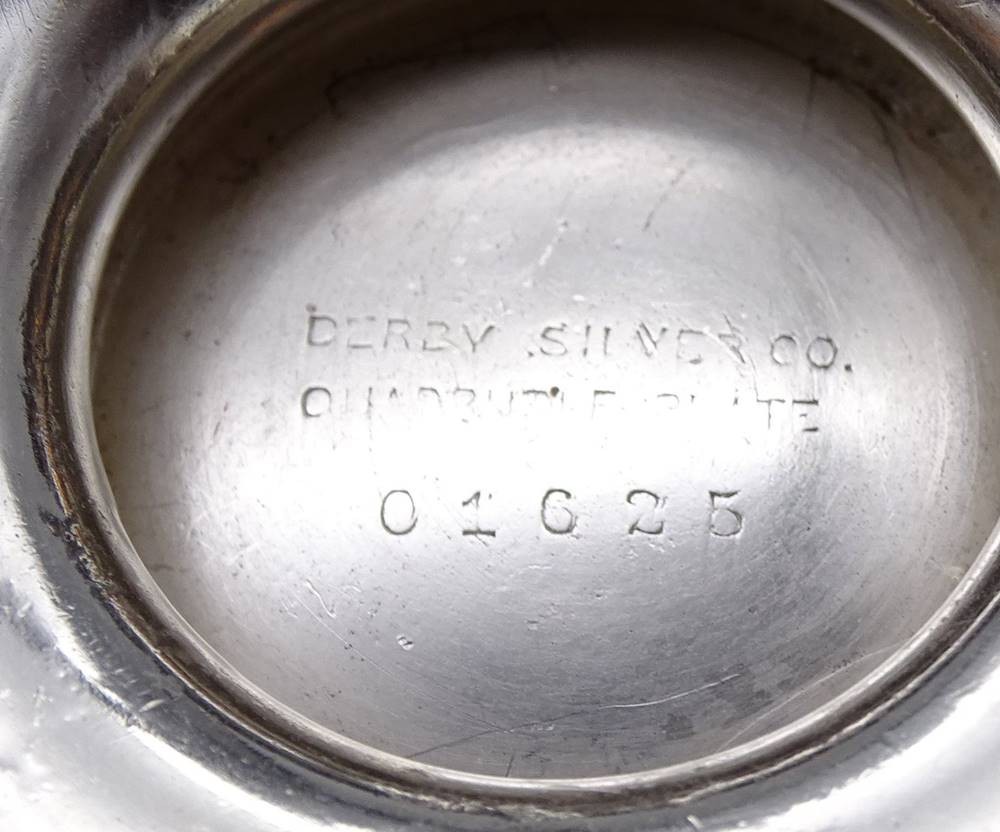 DERBY SILVER CO.
QUADRUPLE PLATE
01625